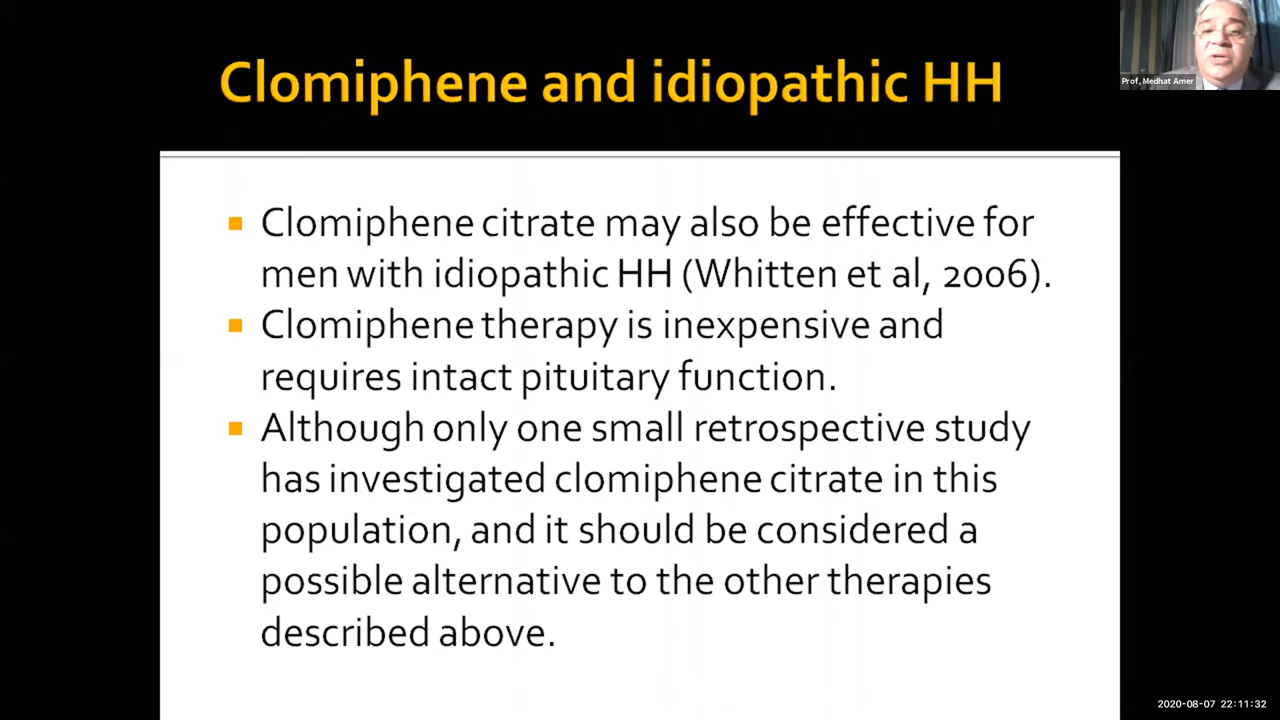 Clomiphene and idiopathic HH
Prof, Medhat Amer
Clomiphene citrate may also be effective for
men with idiopathic HH (Whitten et al, 2006).
Clomiphene therapy is inexpensive and
requires intact pituitary function.
Although only one small retrospective study
has investigated clomiphene citrate in this
population, and it should be considered a
possible alternative to the other therapies
described above.
2020-08-07 22:11:32